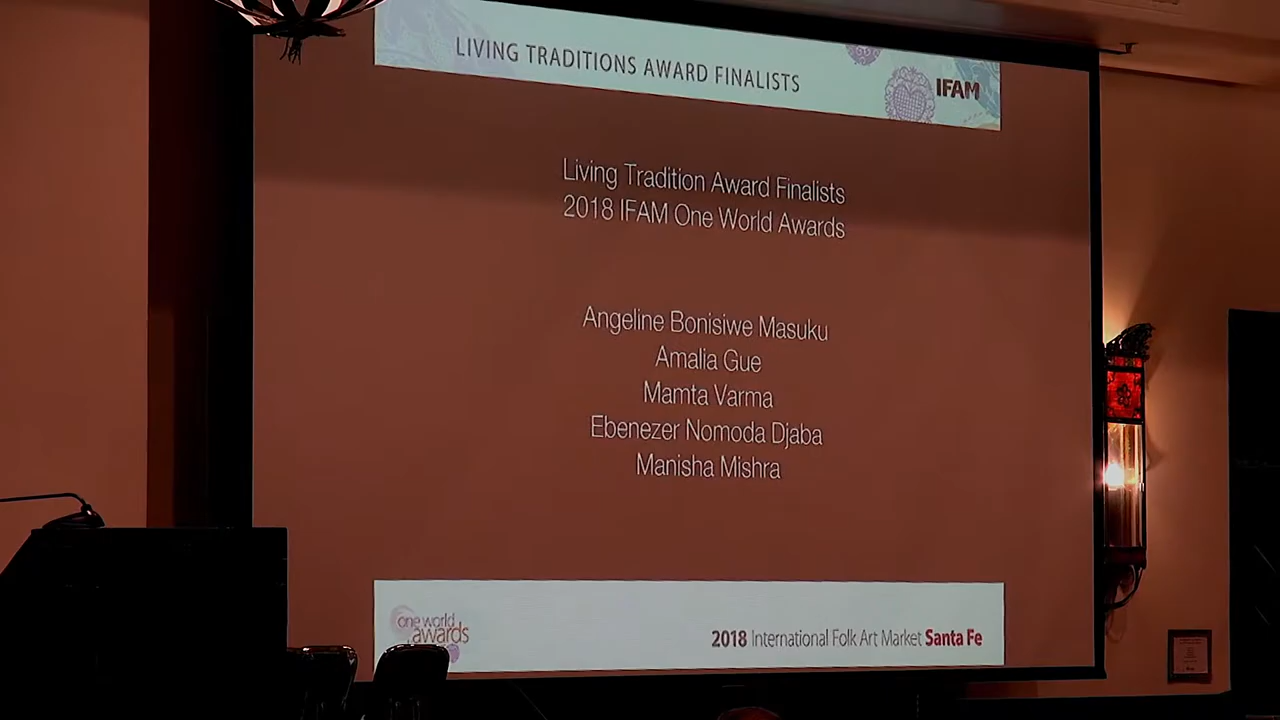 LIVING TRADITIONS AWARD FINALISTS
IFAM
Living Tradition Award Finalists
2018 IFAM One World Awards
Angeline Bonisiwe Masuku
Amalia Gue
Mamta Varma
Ebenezer Nomoda Djaba
Manisha Mishra
one world
awards
2018 International Folk Art Market Santa Fe